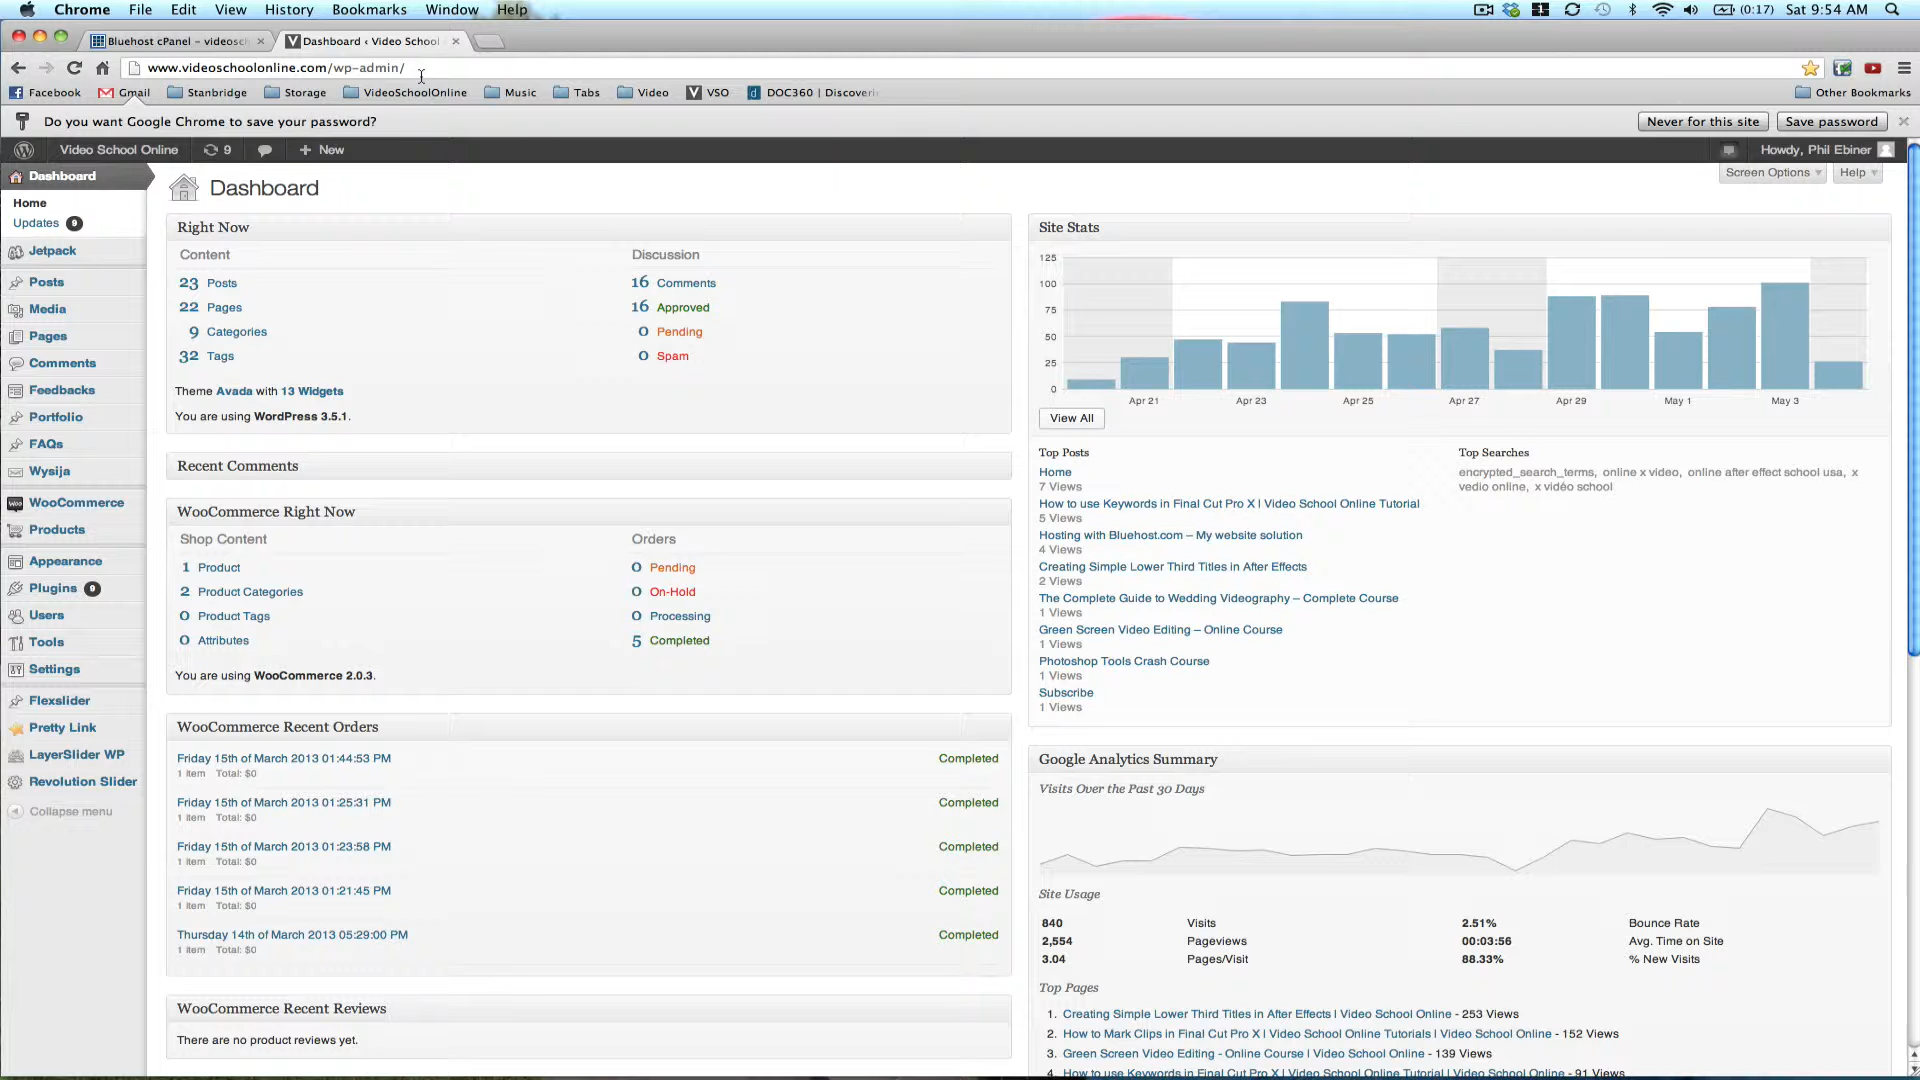 Chrome File Edit View History Bookmarks Window Help (0:17) Sat 9:54 AM
Bluehost cPanel – videosch Dashboard ‹ Video School
www.videoschoolonline.com/wp-admin/
Facebook Gmail Stanbridge Storage VideoSchoolOnline Music Tabs Video VSO DOC360 | Discoverin Other Bookmarks
Do you want Google Chrome to save your password? Never for this site Save password
Video School Online 9 + New Howdy, Phil Ebiner
Dashboard
Home
Updates 9
Jetpack
Posts
Media
Pages
Comments
Feedbacks
Portfolio
FAQs
Wysija
WooCommerce
Products
Appearance
Plugins 9
Users
Tools
Settings
Flexslider
Pretty Link
LayerSlider WP
Revolution Slider
Collapse menu
Dashboard
Screen Options Help
Right Now
Content Discussion
23 Posts 16 Comments
22 Pages 16 Approved
9 Categories 0 Pending
32 Tags 0 Spam
Theme Avada with 13 Widgets
You are using WordPress 3.5.1.
Recent Comments
WooCommerce Right Now
Shop Content Orders
1 Product 0 Pending
2 Product Categories 0 On-Hold
0 Product Tags 0 Processing
0 Attributes 5 Completed
You are using WooCommerce 2.0.3.
WooCommerce Recent Orders
Friday 15th of March 2013 01:44:53 PM Completed
1 item Total: $0
Friday 15th of March 2013 01:25:31 PM Completed
1 item Total: $0
Friday 15th of March 2013 01:23:58 PM Completed
1 item Total: $0
Friday 15th of March 2013 01:21:45 PM Completed
1 item Total: $0
Thursday 14th of March 2013 05:29:00 PM Completed
1 item Total: $0
WooCommerce Recent Reviews
There are no product reviews yet.
Site Stats
125
100
75
50
25
0
Apr 21 Apr 23 Apr 25 Apr 27 Apr 29 May 1 May 3
View All
Top Posts
Home
7 Views
How to use Keywords in Final Cut Pro X | Video School Online Tutorial
5 Views
Hosting with Bluehost.com – My website solution
4 Views
Creating Simple Lower Third Titles in After Effects
2 Views
The Complete Guide to Wedding Videography – Complete Course
1 Views
Green Screen Video Editing – Online Course
1 Views
Photoshop Tools Crash Course
1 Views
Subscribe
1 Views
Top Searches
encrypted_search_terms, online x video, online after effect school usa, x
vedio online, x vidéo school
Google Analytics Summary
Visits Over the Past 30 Days
Site Usage
840 Visits 2.51% Bounce Rate
2,554 Pageviews 00:03:56 Avg. Time on Site
3.04 Pages/Visit 88.33% % New Visits
Top Pages
1. Creating Simple Lower Third Titles in After Effects | Video School Online - 253 Views
2. How to Mark Clips in Final Cut Pro X | Video School Online Tutorials | Video School Online - 152 Views
3. Green Screen Video Editing - Online Course | Video School Online - 139 Views
4. How to use Keywords in Final Cut Pro X | Video School Online Tutorial | Video School Online - 91 Views